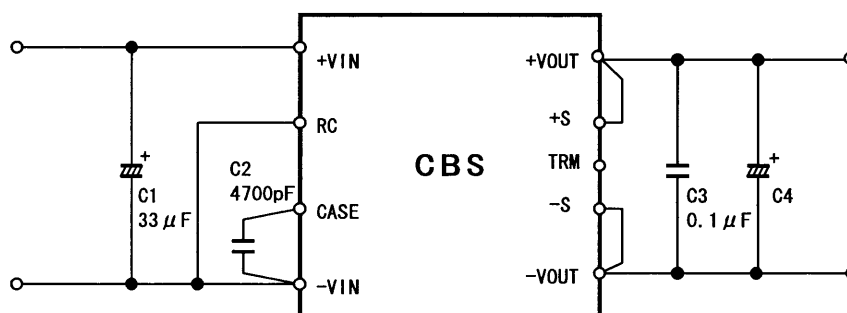 +VIN
+VOUT
RC
+S
CBS
TRM
C2
4700pF
CASE
-S
+
C1
33μF
C3
0.1μF
+
C4
-VIN
-VOUT